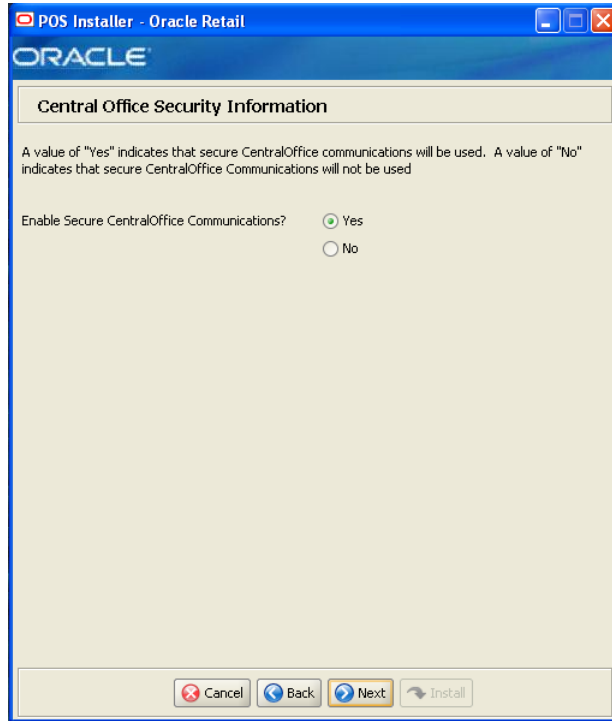 POS Installer - Oracle Retail
ORACLE
Central Office Security Information
A value of "Yes" indicates that secure CentralOffice communications will be used. A value of "No"
indicates that secure CentralOffice Communications will not be used
Enable Secure CentralOffice Communications?
Yes
No
Cancel
Back
Next
Install